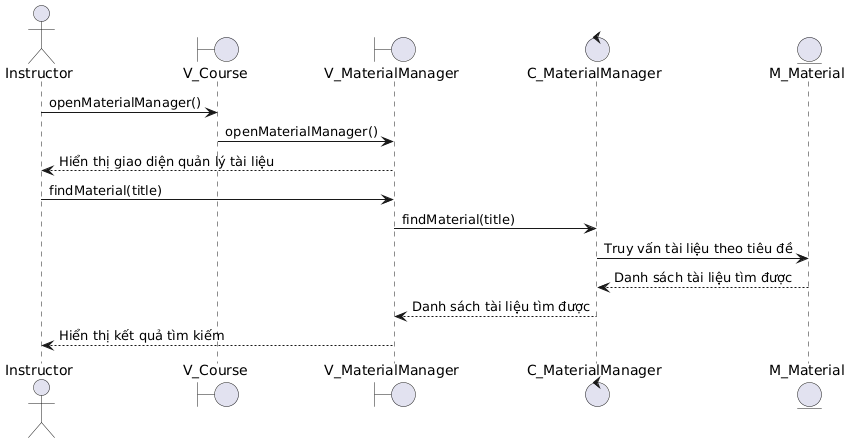 Instructor V_Course V_MaterialManager C_MaterialManager M_Material
openMaterialManager()
openMaterialManager()
Hiển thị giao diện quản lý tài liệu
findMaterial(title)
findMaterial(title)
Truy vấn tài liệu theo tiêu đề
Danh sách tài liệu tìm được
Danh sách tài liệu tìm được
Hiển thị kết quả tìm kiếm
Instructor V_Course V_MaterialManager C_MaterialManager M_Material